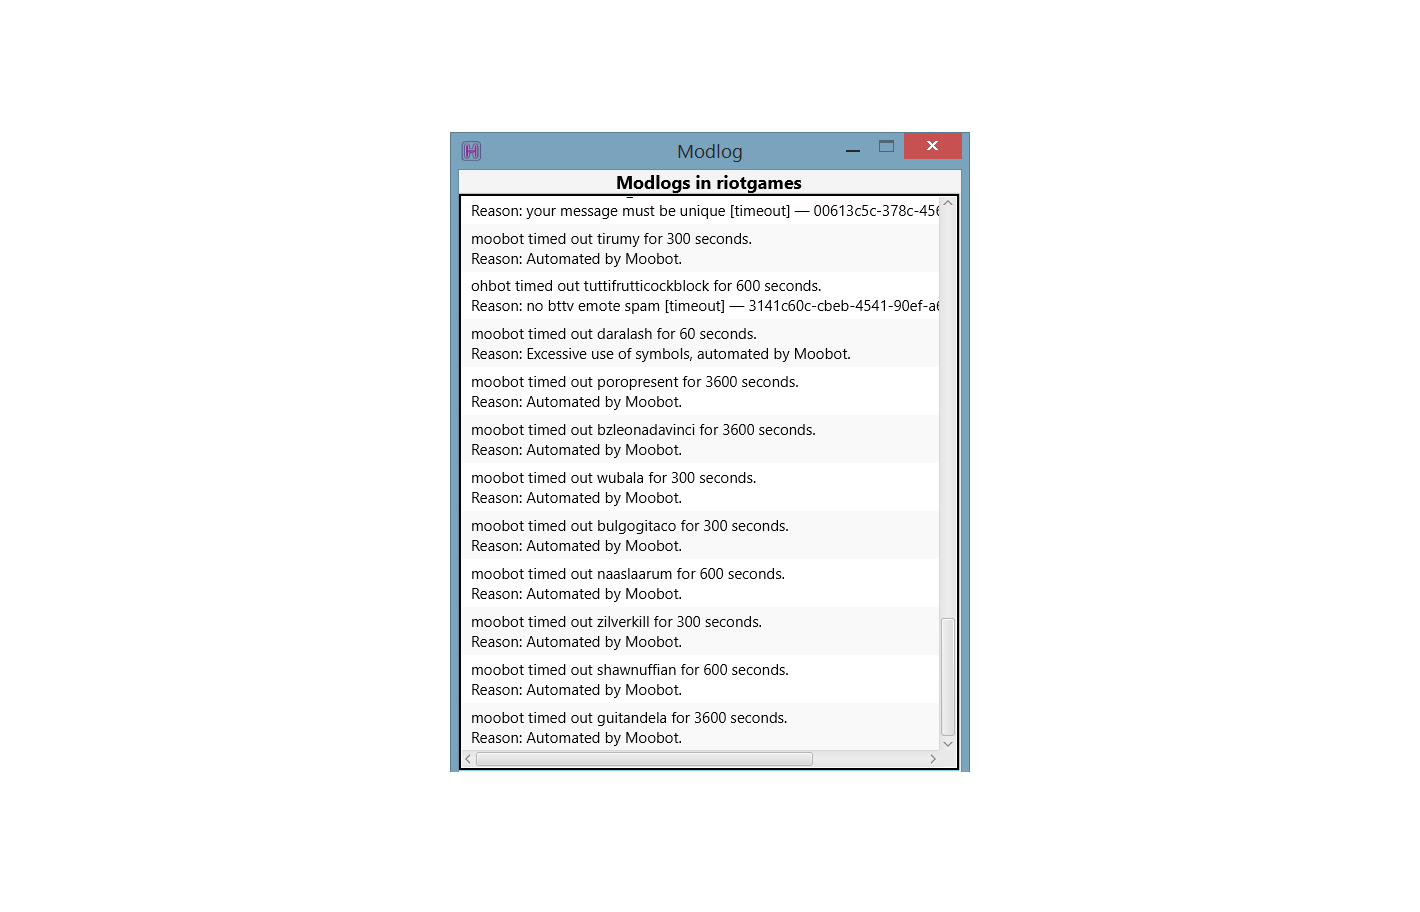 Modlog
Modlogs in riotgames
Reason: your message must be unique [timeout] — 00613c5c-378c-456
moobot timed out tirumy for 300 seconds.
Reason: Automated by Moobot.
ohbot timed out tuttifrutticockblock for 600 seconds.
Reason: no bttv emote spam [timeout] — 3141c60c-cbeb-4541-90ef-a6
moobot timed out daralash for 60 seconds.
Reason: Excessive use of symbols, automated by Moobot.
moobot timed out poropresent for 3600 seconds.
Reason: Automated by Moobot.
moobot timed out bzleonadavinci for 3600 seconds.
Reason: Automated by Moobot.
moobot timed out wubala for 300 seconds.
Reason: Automated by Moobot.
moobot timed out bulgogitaco for 300 seconds.
Reason: Automated by Moobot.
moobot timed out naaslaarum for 600 seconds.
Reason: Automated by Moobot.
moobot timed out zilverkill for 300 seconds.
Reason: Automated by Moobot.
moobot timed out shawnuffian for 600 seconds.
Reason: Automated by Moobot.
moobot timed out guitandela for 3600 seconds.
Reason: Automated by Moobot.